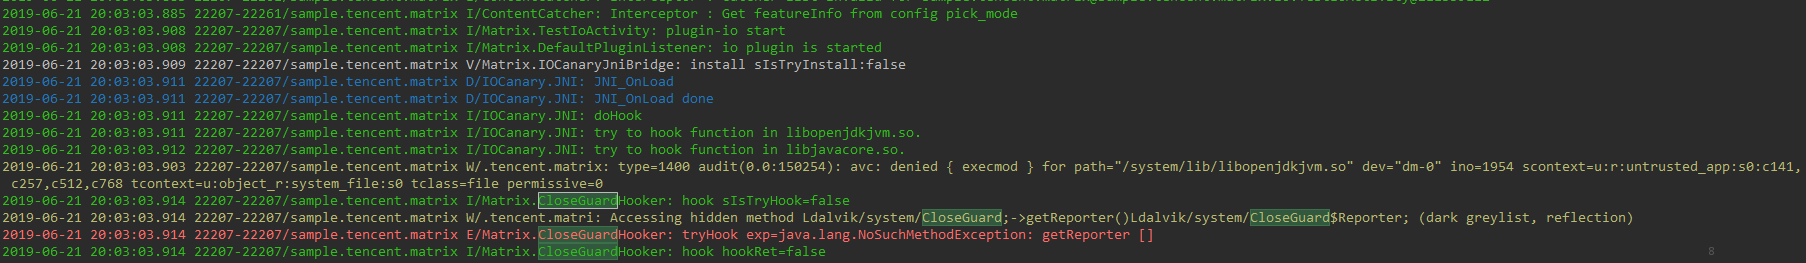 2019-06-21 20:03:03.885 22207-22261/sample.tencent.matrix I/ContentCatcher: Interceptor : Get featureInfo from config pick_mode
2019-06-21 20:03:03.908 22207-22207/sample.tencent.matrix I/Matrix.TestIoActivity: plugin-io start
2019-06-21 20:03:03.908 22207-22207/sample.tencent.matrix I/Matrix.DefaultPluginListener: io plugin is started
2019-06-21 20:03:03.909 22207-22207/sample.tencent.matrix V/Matrix.IOCanaryJniBridge: install sIsTryInstall:false
2019-06-21 20:03:03.911 22207-22207/sample.tencent.matrix D/IOCanary.JNI: JNI_OnLoad
2019-06-21 20:03:03.911 22207-22207/sample.tencent.matrix D/IOCanary.JNI: JNI_OnLoad done
2019-06-21 20:03:03.911 22207-22207/sample.tencent.matrix I/IOCanary.JNI: doHook
2019-06-21 20:03:03.911 22207-22207/sample.tencent.matrix I/IOCanary.JNI: try to hook function in libopenjdkjvm.so.
2019-06-21 20:03:03.912 22207-22207/sample.tencent.matrix I/IOCanary.JNI: try to hook function in libjavacore.so.
2019-06-21 20:03:03.903 22207-22207/sample.tencent.matrix W/.tencent.matrix: type=1400 audit(0.0:150254): avc: denied { execmod } for path="/system/lib/libopenjdkjvm.so" dev="dm-0" ino=1954 scontext=u:r:untrusted_app:s0:c141,
c257,c512,c768 tcontext=u:object_r:system_file:s0 tclass=file permissive=0
2019-06-21 20:03:03.914 22207-22207/sample.tencent.matrix I/Matrix.CloseGuardHooker: hook sIsTryHook=false
2019-06-21 20:03:03.914 22207-22207/sample.tencent.matrix W/.tencent.matri: Accessing hidden method Ldalvik/system/CloseGuard;->getReporter()Ldalvik/system/CloseGuard$Reporter; (dark greylist, reflection)
2019-06-21 20:03:03.914 22207-22207/sample.tencent.matrix E/Matrix.CloseGuardHooker: tryHook exp=java.lang.NoSuchMethodException: getReporter []
2019-06-21 20:03:03.914 22207-22207/sample.tencent.matrix I/Matrix.CloseGuardHooker: hook hookRet=false
8